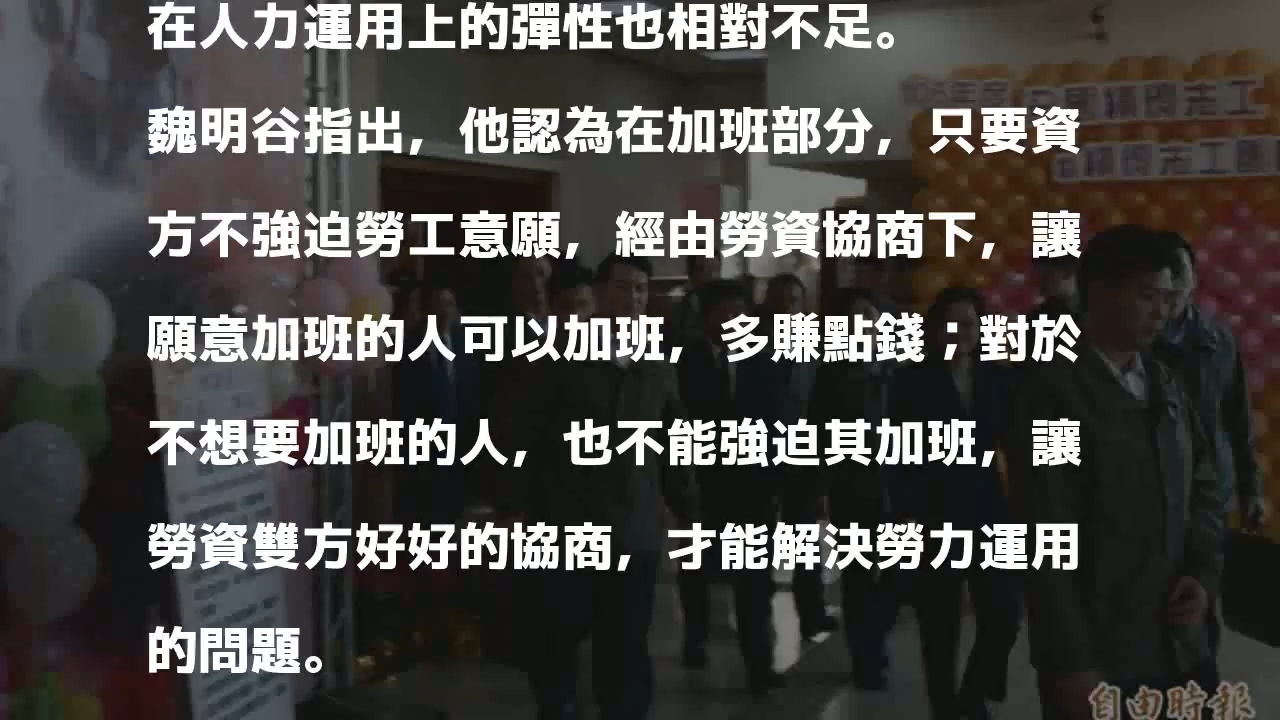 在人力運用上的彈性也相對不足。
魏明谷指出，他認為在加班部分，只要資
方不強迫勞工意願，經由勞資協商下，讓
願意加班的人可以加班，多賺點錢；對於
不想要加班的人，也不能強迫其加班，讓
勞資雙方好好的協商，才能解決勞力運用
的問題。
自由時報